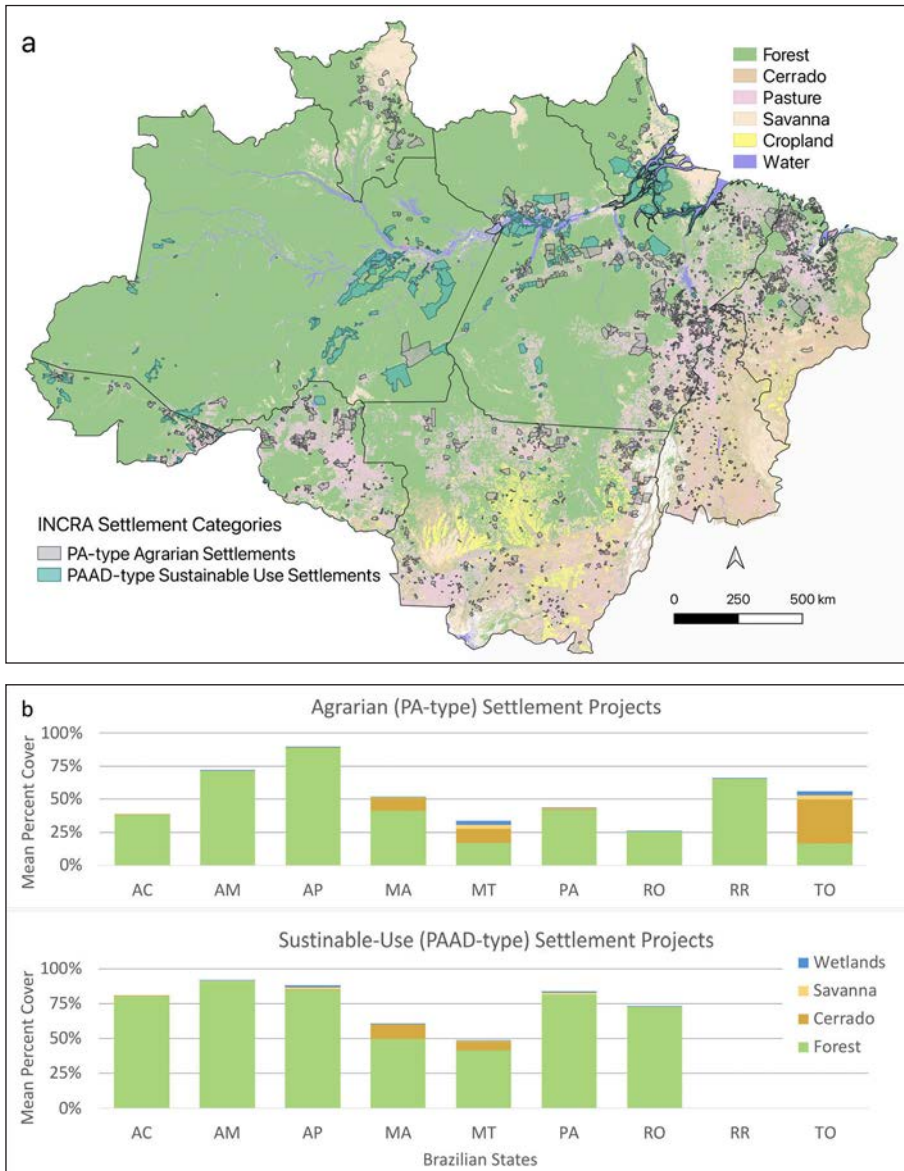 a
Forest
Cerrado
Pasture
Savanna
Cropland
Water
INCRA Settlement Categories
PA-type Agrarian Settlements
PAAD-type Sustainable Use Settlements
0 250 500 km
b
Agrarian (PA-type) Settlement Projects
Mean Percent Cover
100%
75%
50%
25%
0%
AC AM AP MA MT PA RO RR TO
Sustinable-Use (PAAD-type) Settlement Projects
Mean Percent Cover
100%
75%
50%
25%
0%
Wetlands
Savanna
Cerrado
Forest
AC AM AP MA MT PA RO RR TO
Brazilian States